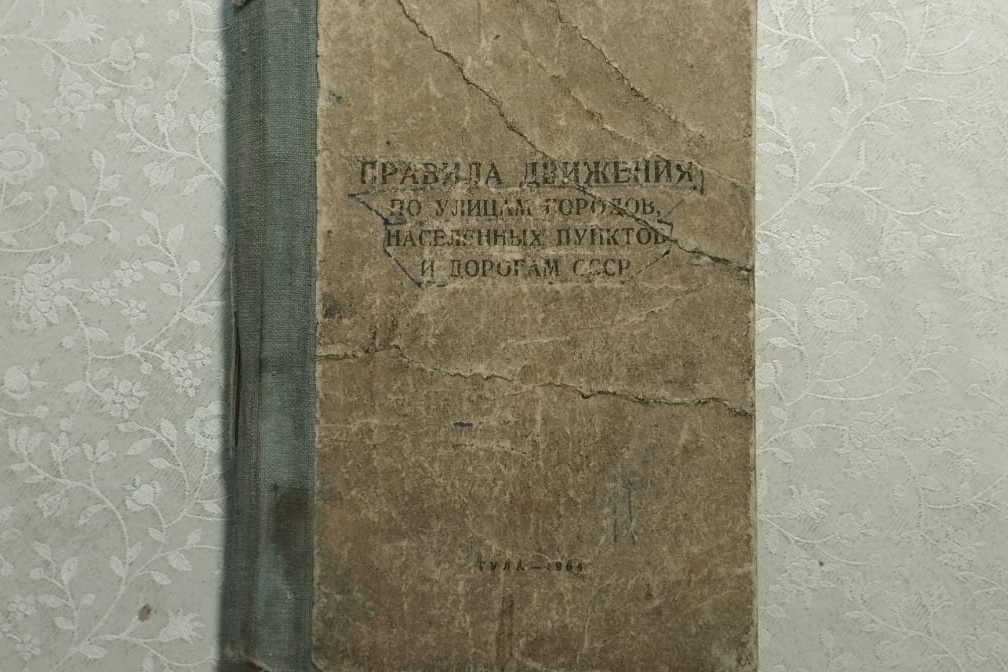 ПРАВИЛА ДВИЖЕНИЯ
ПО УЛИЦАМ ГОРОДОВ,
НАСЕЛЕННЫХ ПУНКТОВ
И ДОРОГАМ СССР
ТУЛА—1964